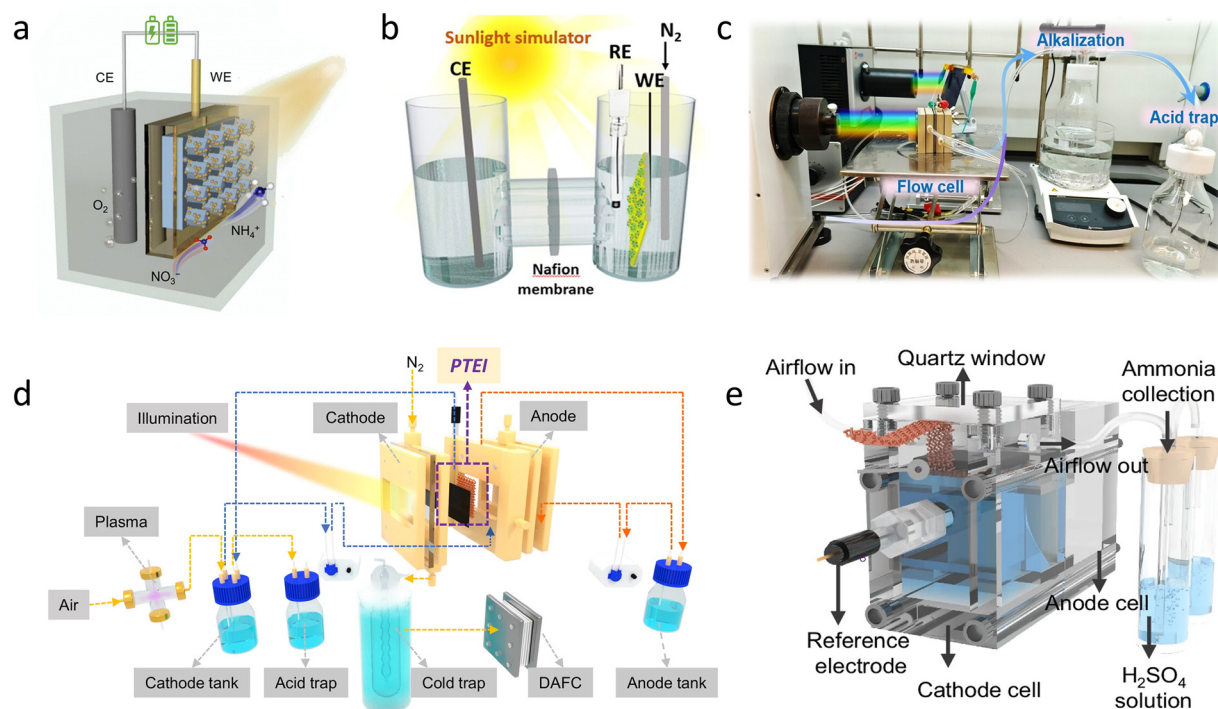 a
CE
WE
O₂
NH₄⁺
NO₃⁻
b
Sunlight simulator
CE
RE
WE
N₂
Nafion
membrane
c
Alkalization
Acid trap
Flow cell
d
N₂
PTEI
Illumination
Cathode
Anode
Plasma
Air
Cathode tank
Acid trap
Cold trap
DAFC
Anode tank
e
Airflow in
Quartz window
Ammonia
collection
Airflow out
Anode cell
Reference
electrode
Cathode cell
H₂SO₄
solution